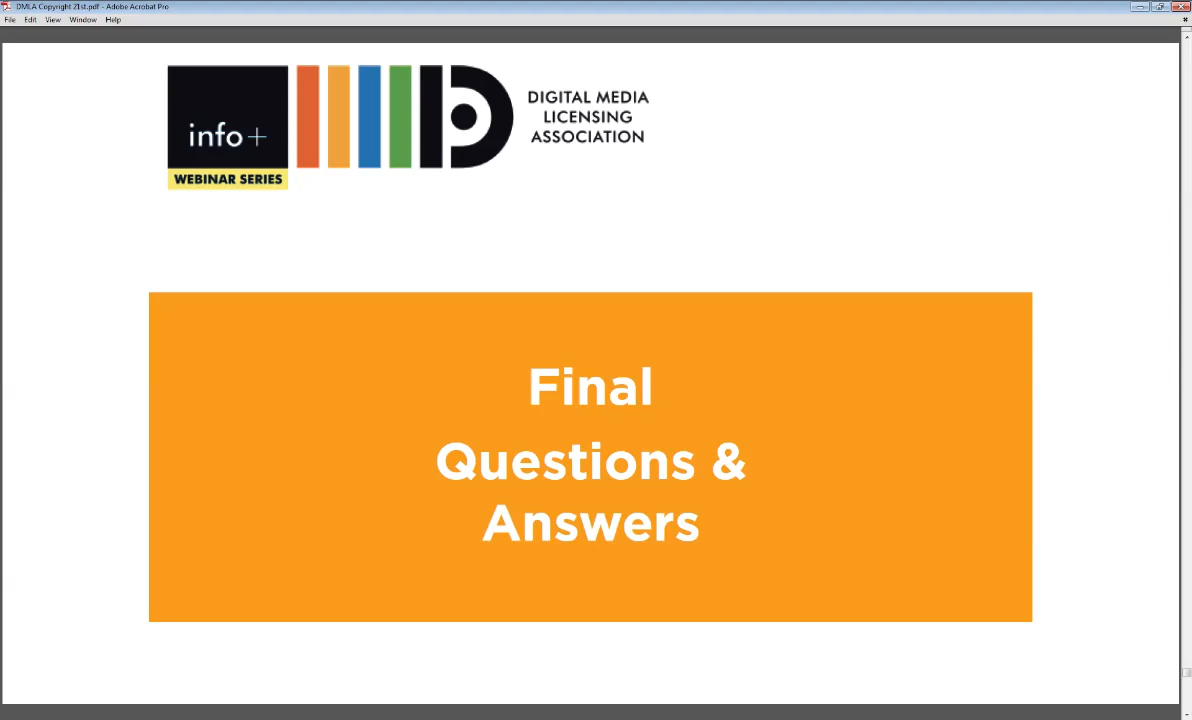 DMLA Copyright 21st.pdf - Adobe Acrobat Pro
File Edit View Window Help
info+
WEBINAR SERIES
DIGITAL MEDIA
LICENSING
ASSOCIATION
Final
Questions &
Answers